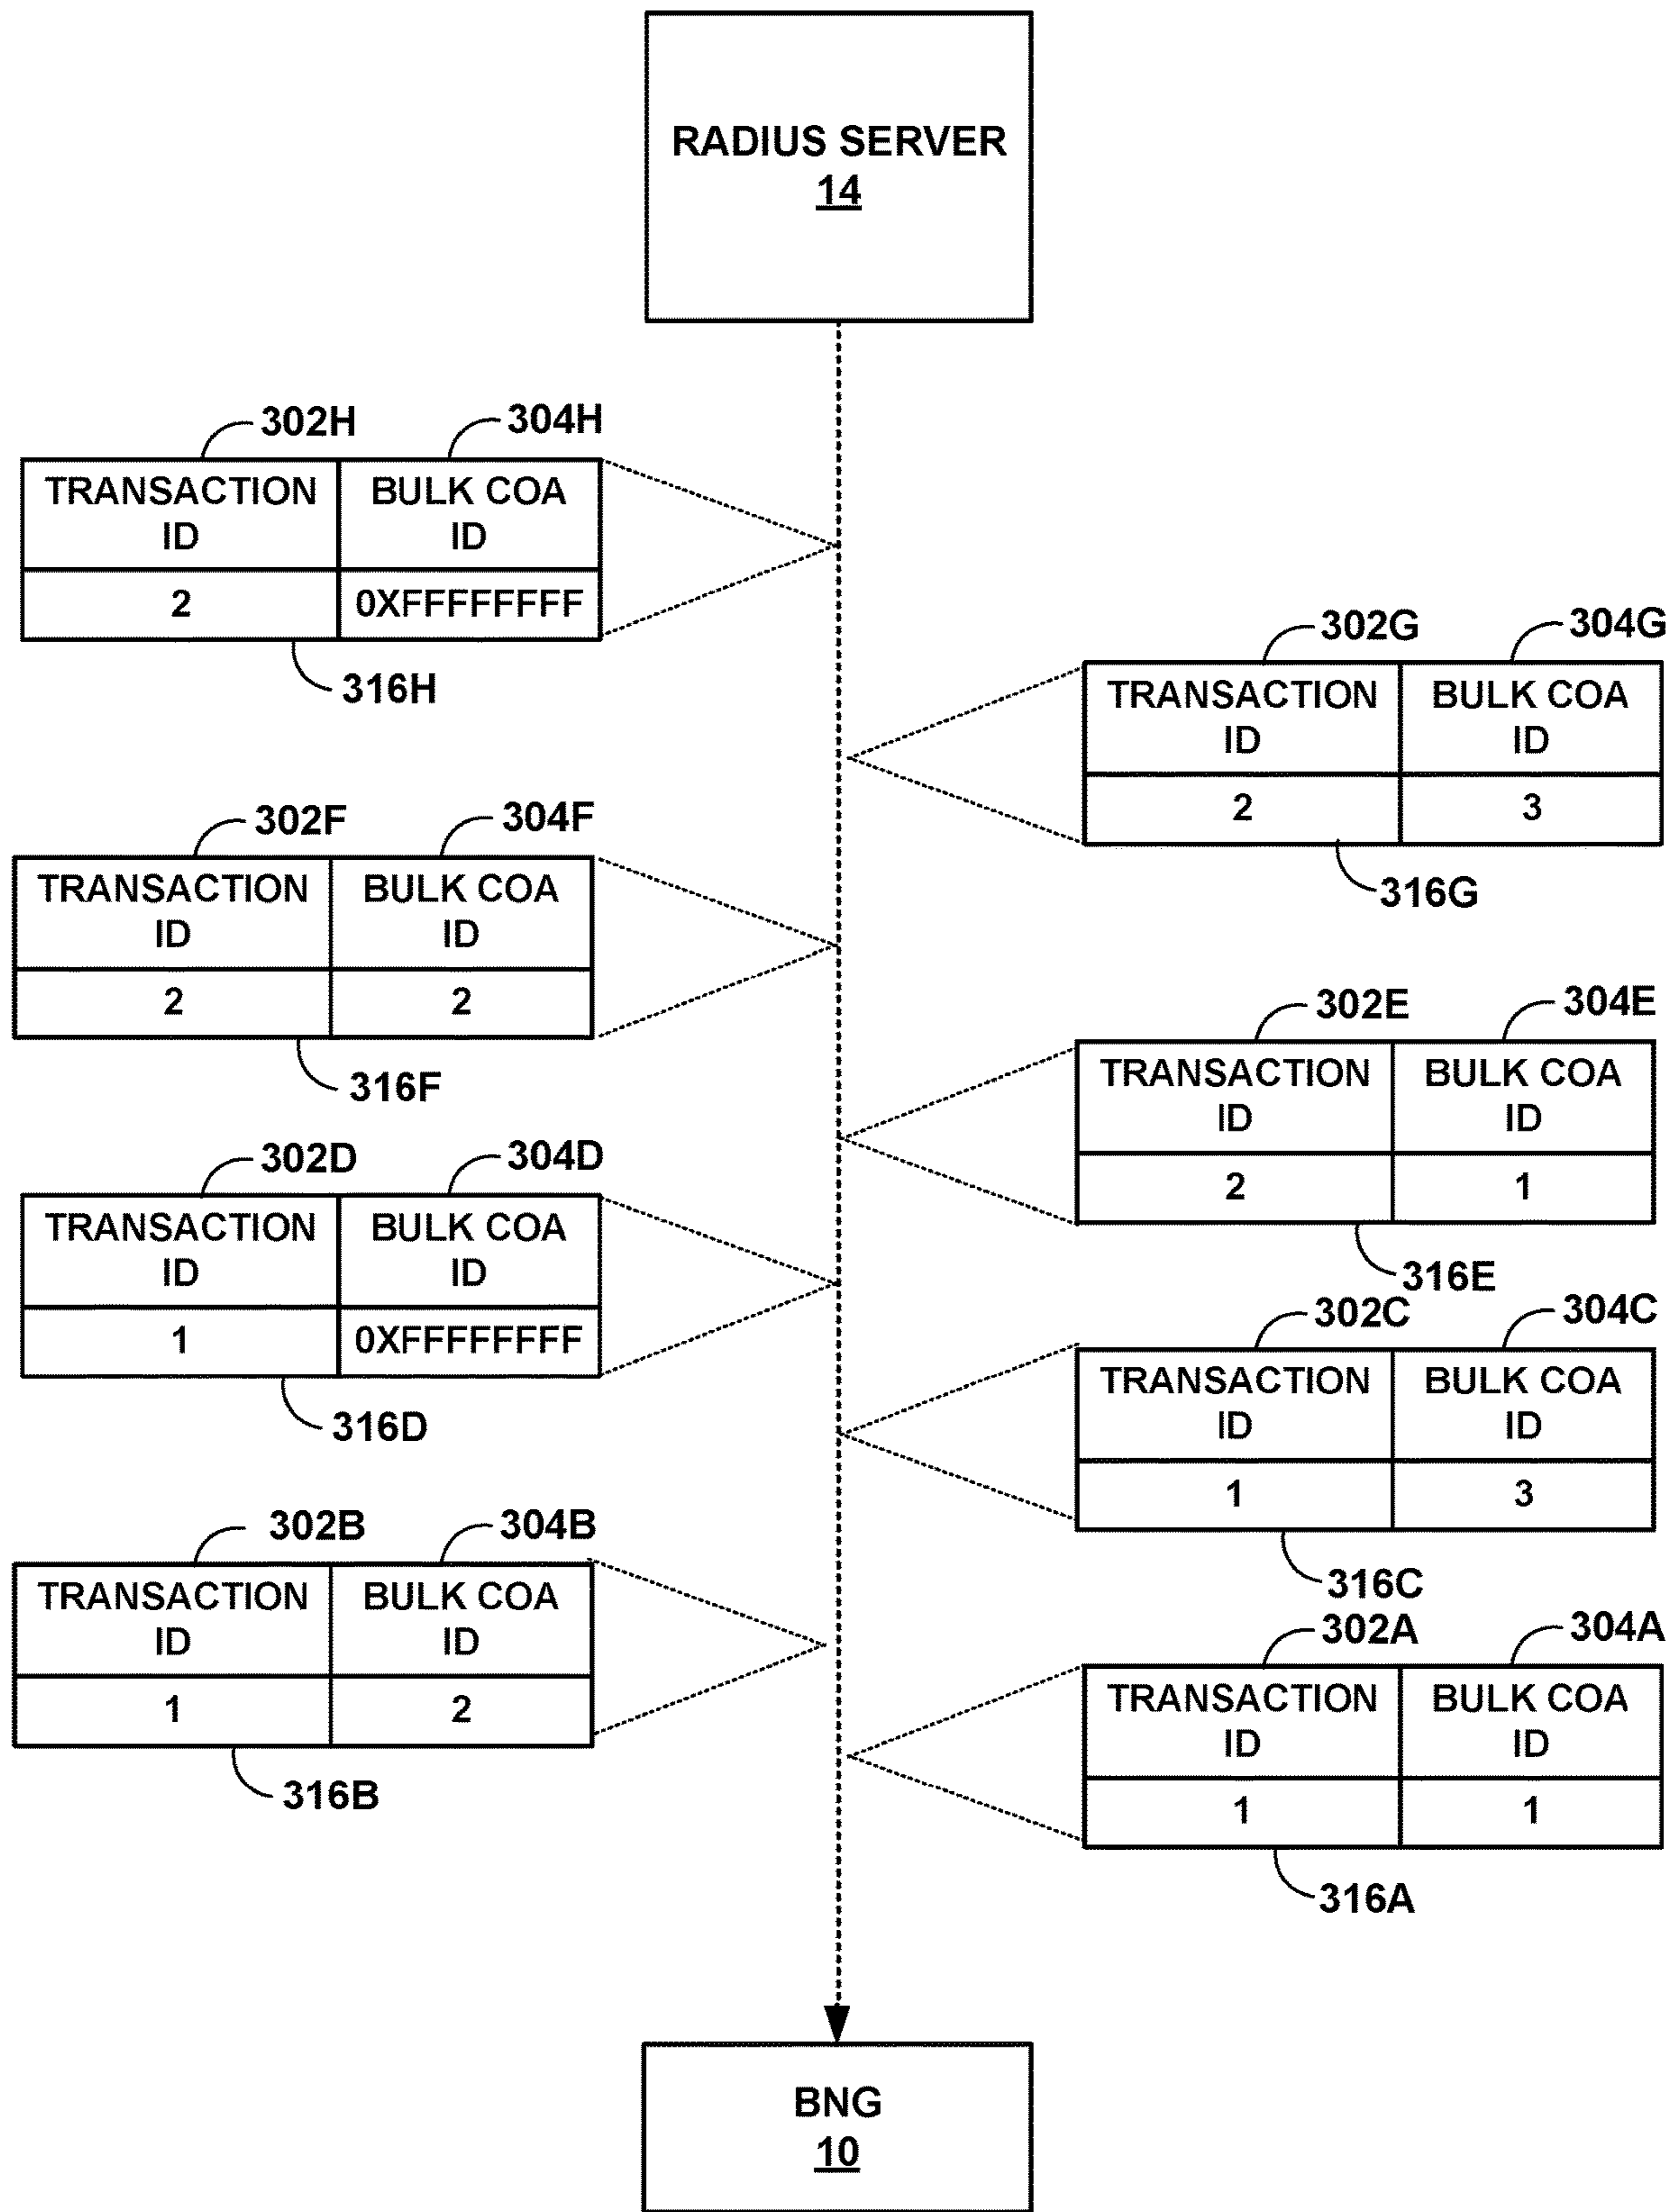 RADIUS SERVER
14
302H 304H
TRANSACTION ID BULK COA ID
2 0XFFFFFFFF
316H
302G 304G
TRANSACTION ID BULK COA ID
2 3
316G
302F 304F
TRANSACTION ID BULK COA ID
2 2
316F
302E 304E
TRANSACTION ID BULK COA ID
2 1
316E
302D 304D
TRANSACTION ID BULK COA ID
1 0XFFFFFFFF
316D
302C 304C
TRANSACTION ID BULK COA ID
1 3
316C
302B 304B
TRANSACTION ID BULK COA ID
1 2
316B
302A 304A
TRANSACTION ID BULK COA ID
1 1
316A
BNG
10